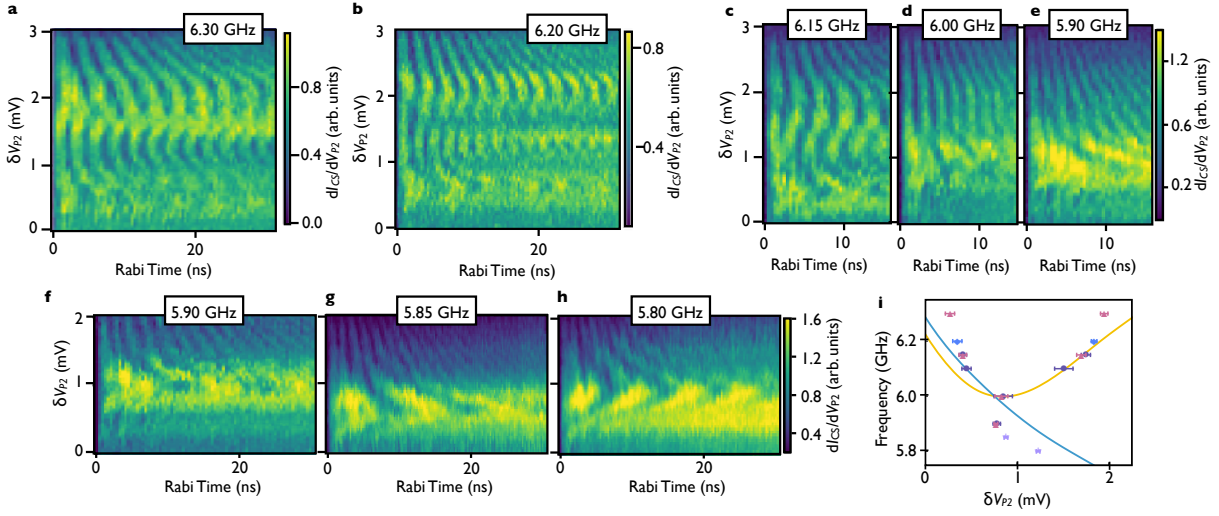 a
6.30 GHz
3
2
1
0
δV_P2 (mV)
0
20
Rabi Time (ns)
0.8
0.4
0.0
dI_CS/dV_P2 (arb. units)
b
6.20 GHz
3
2
1
0
δV_P2 (mV)
0
20
Rabi Time (ns)
0.8
0.4
dI_CS/dV_P2 (arb. units)
c
6.15 GHz
3
2
1
0
δV_P2 (mV)
0
10
Rabi Time (ns)
d
6.00 GHz
0
10
Rabi Time (ns)
e
5.90 GHz
0
10
Rabi Time (ns)
1.2
0.6
0.2
dI_CS/dV_P2 (arb. units)
f
5.90 GHz
2
1
0
δV_P2 (mV)
0
20
Rabi Time (ns)
g
5.85 GHz
0
20
Rabi Time (ns)
h
5.80 GHz
0
20
Rabi Time (ns)
1.6
1.2
0.8
0.4
dI_CS/dV_P2 (arb. units)
i
6.2
6.0
5.8
Frequency (GHz)
0
1
2
δV_P2 (mV)